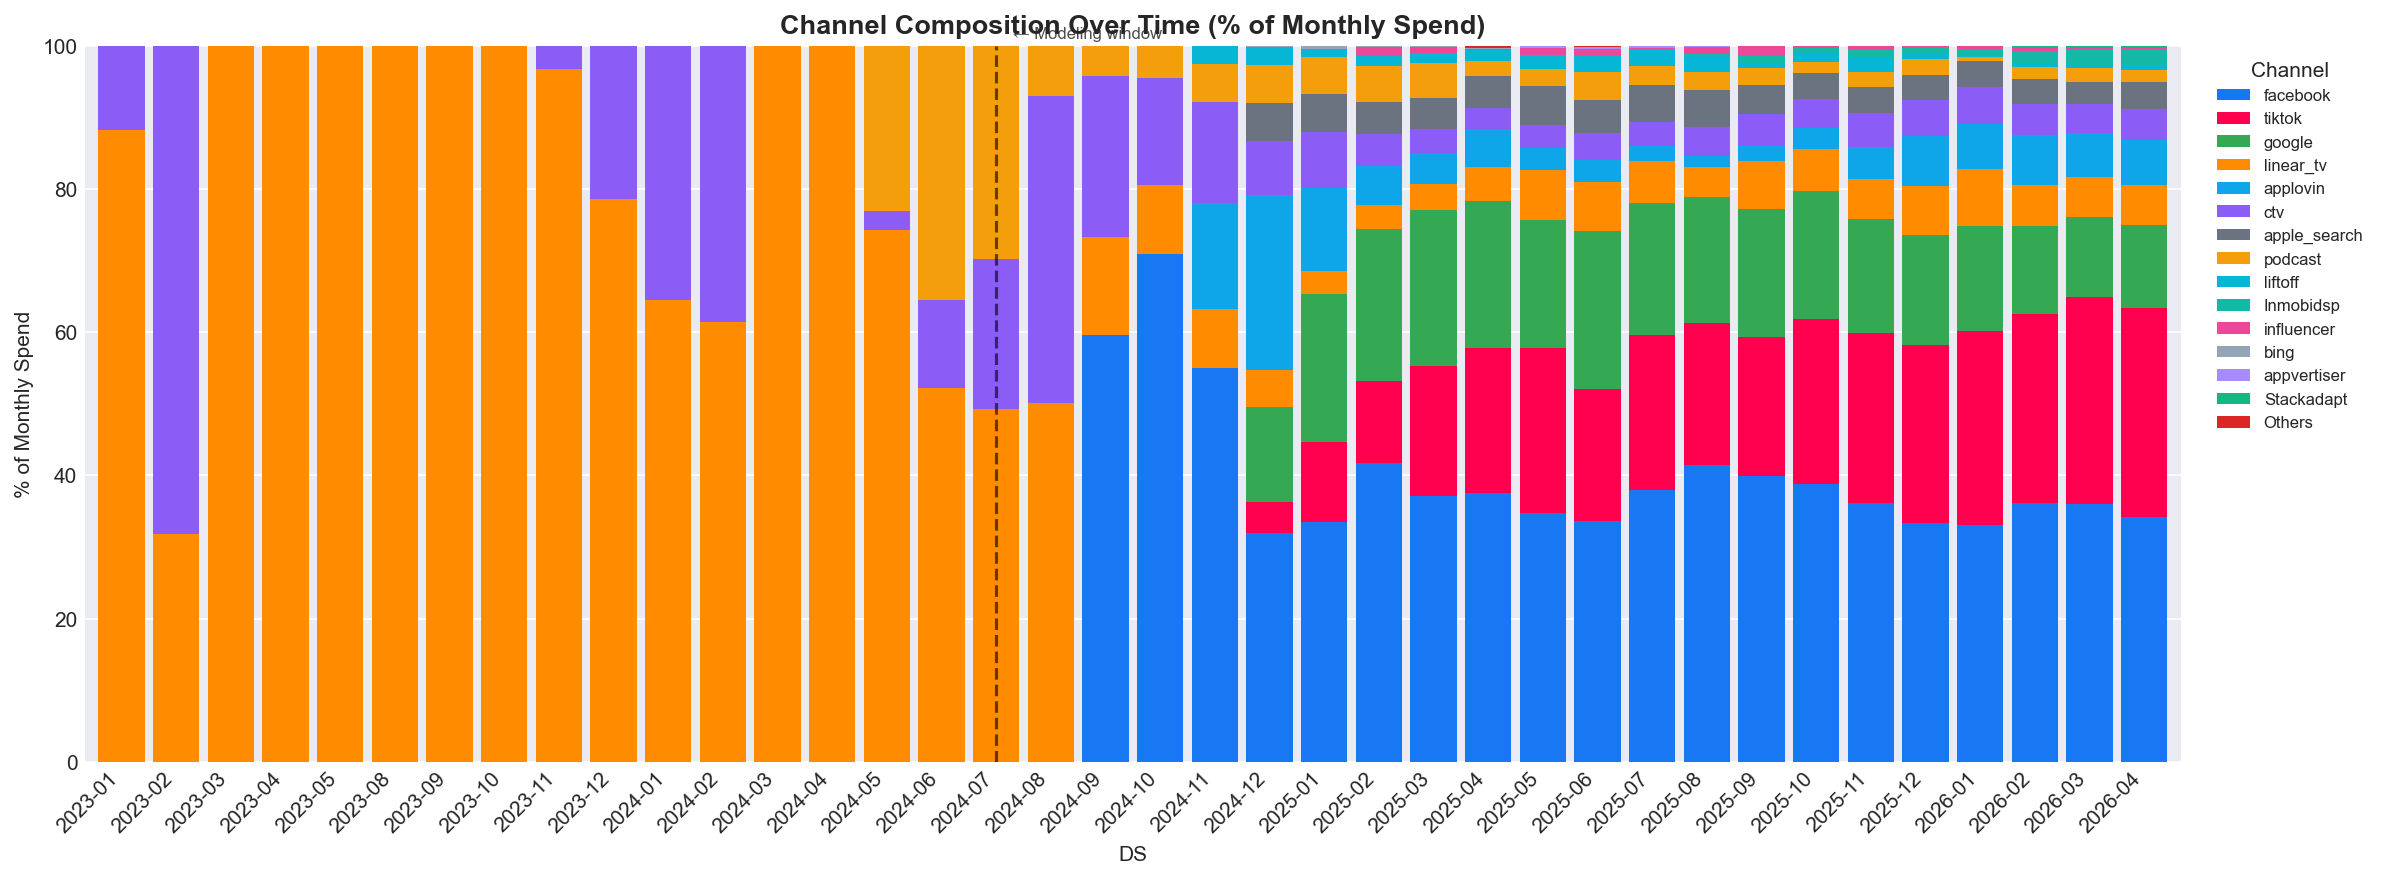 Channel Composition Over Time (% of Monthly Spend)
← Modeling window
% of Monthly Spend
100
80
60
40
20
0
2023-01
2023-02
2023-03
2023-04
2023-05
2023-08
2023-09
2023-10
2023-11
2023-12
2024-01
2024-02
2024-03
2024-04
2024-05
2024-06
2024-07
2024-08
2024-09
2024-10
2024-11
2024-12
2025-01
2025-02
2025-03
2025-04
2025-05
2025-06
2025-07
2025-08
2025-09
2025-10
2025-11
2025-12
2026-01
2026-02
2026-03
2026-04
DS
Channel
facebook
tiktok
google
linear_tv
applovin
ctv
apple_search
podcast
liftoff
Inmobidsp
influencer
bing
appvertiser
Stackadapt
Others